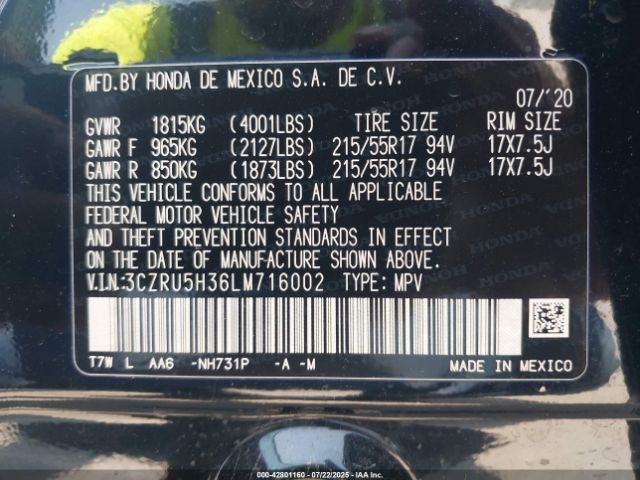 MFD.BY HONDA DE MEXICO S.A. DE C.V.
07/'20
GVWR 1815KG (4001LBS) TIRE SIZE RIM SIZE
GAWR F 965KG (2127LBS) 215/55R17 94V 17X7.5J
GAWR R 850KG (1873LBS) 215/55R17 94V 17X7.5J
THIS VEHICLE CONFORMS TO ALL APPLICABLE
FEDERAL MOTOR VEHICLE SAFETY
AND THEFT PREVENTION STANDARDS IN EFFECT
ON THE DATE OF MANUFACTURE SHOWN ABOVE.
V.I.N:3CZRU5H36LM716002 TYPE: MPV
T7W L AA6 -NH731P -A -M MADE IN MEXICO
000-42801160 - 07/22/2025 - IAAI.COM